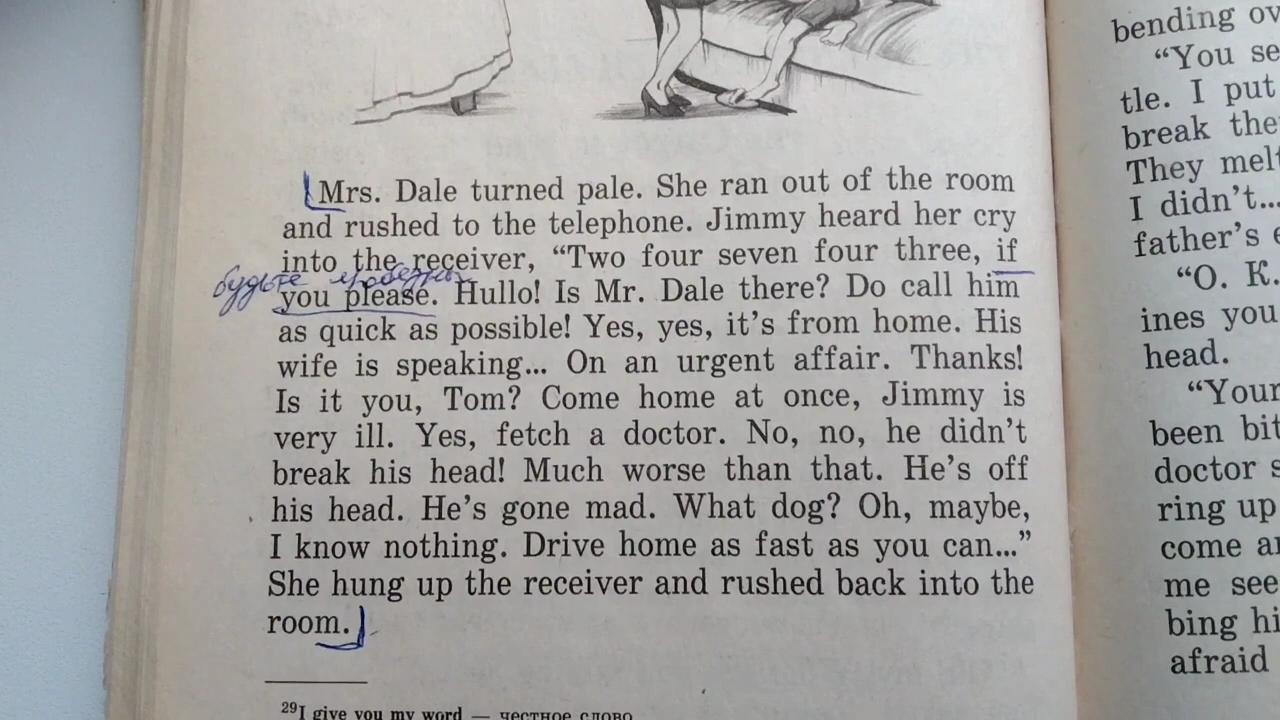 Mrs. Dale turned pale. She ran out of the room
and rushed to the telephone. Jimmy heard her cry
into the receiver, “Two four seven four three, if
будьте
you please. Hullo! Is Mr. Dale there? Do call him
as quick as possible! Yes, yes, it's from home. His
wife is speaking... On an urgent affair. Thanks!
Is it you, Tom? Come home at once, Jimmy is
very ill. Yes, fetch a doctor. No, no, he didn't
break his head! Much worse than that. He's off
his head. He's gone mad. What dog? Oh, maybe,
I know nothing. Drive home as fast as you can...”
She hung up the receiver and rushed back into the
room.
29 I give you my word — честное слово
bending
“You
tle. I put
break
They
I didn't...
father's
“O. K.
ines you
head.
“Your
been
doctor
ring up
come
me see
bing
afraid